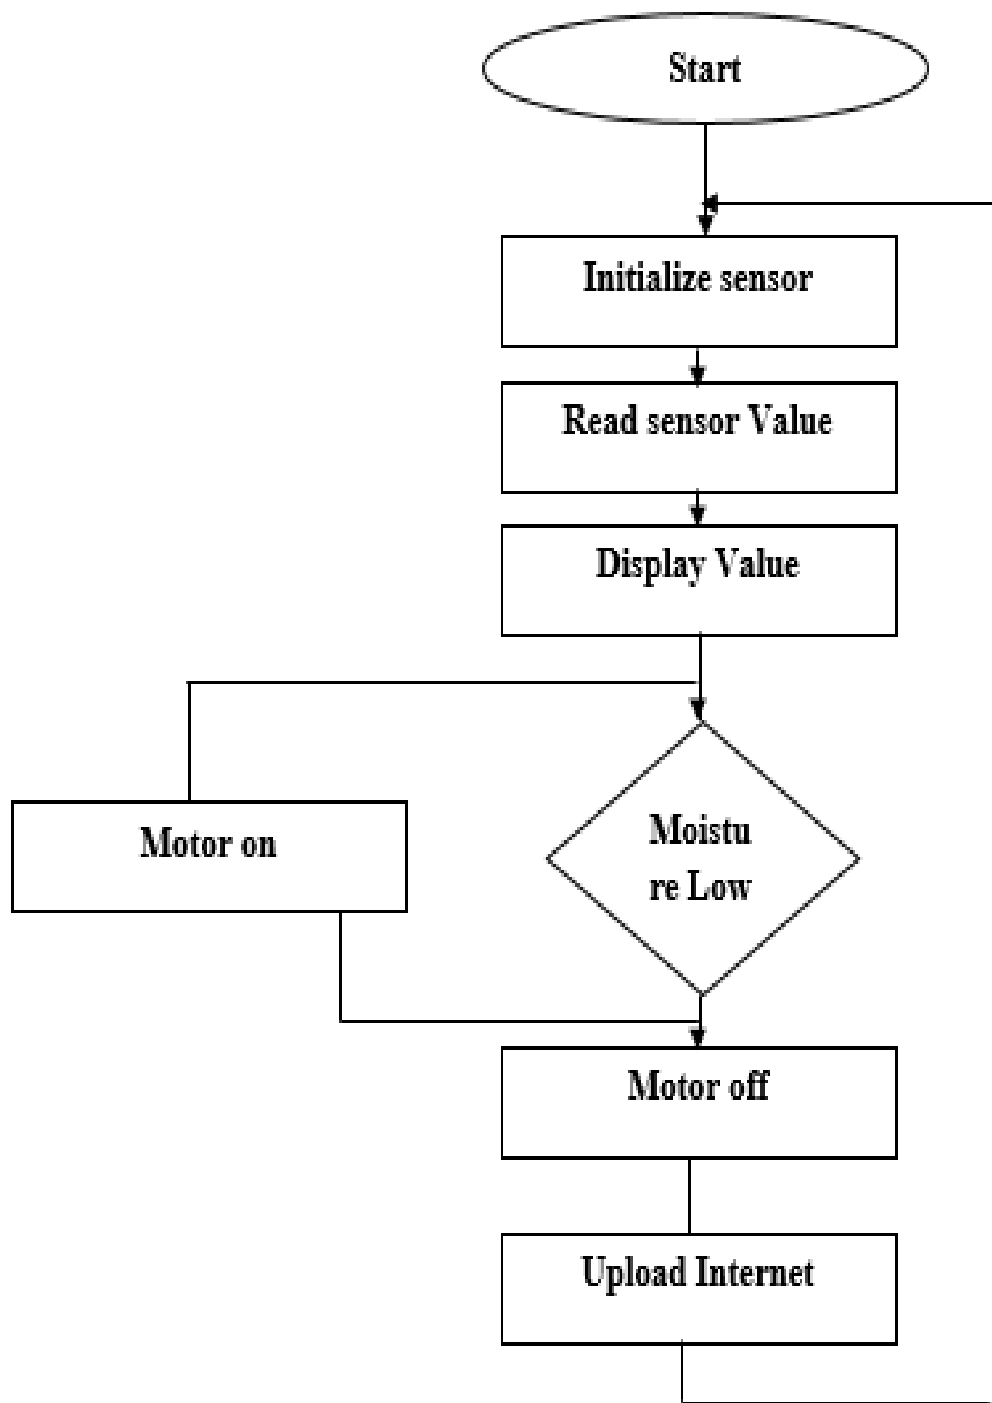 Start
Initialize sensor
Read sensor Value
Display Value
Motor on
Moistu
re Low
Motor off
Upload Internet